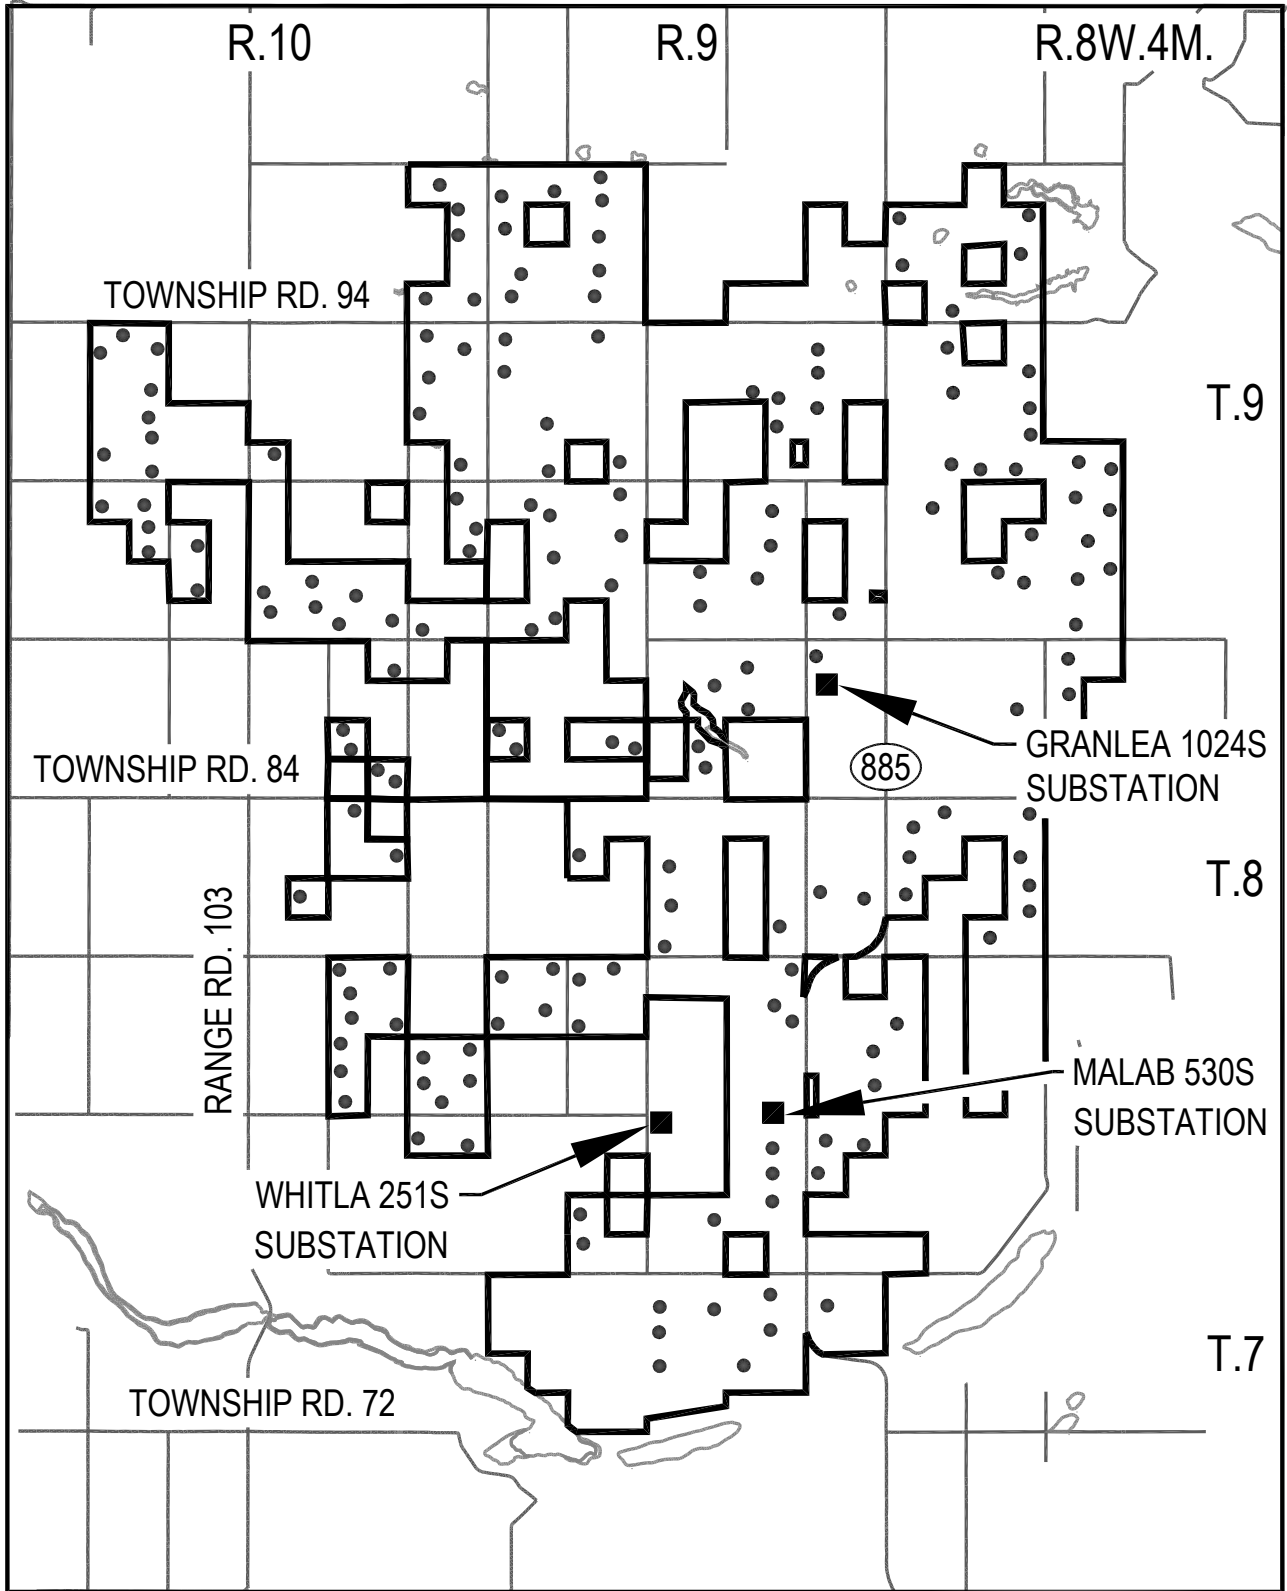 R.10
R.9
R.8W.4M.
TOWNSHIP RD. 94
T.9
GRANLEA 1024S
SUBSTATION
TOWNSHIP RD. 84
885
T.8
RANGE RD. 103
MALAB 530S
SUBSTATION
WHITLA 251S
SUBSTATION
T.7
TOWNSHIP RD. 72